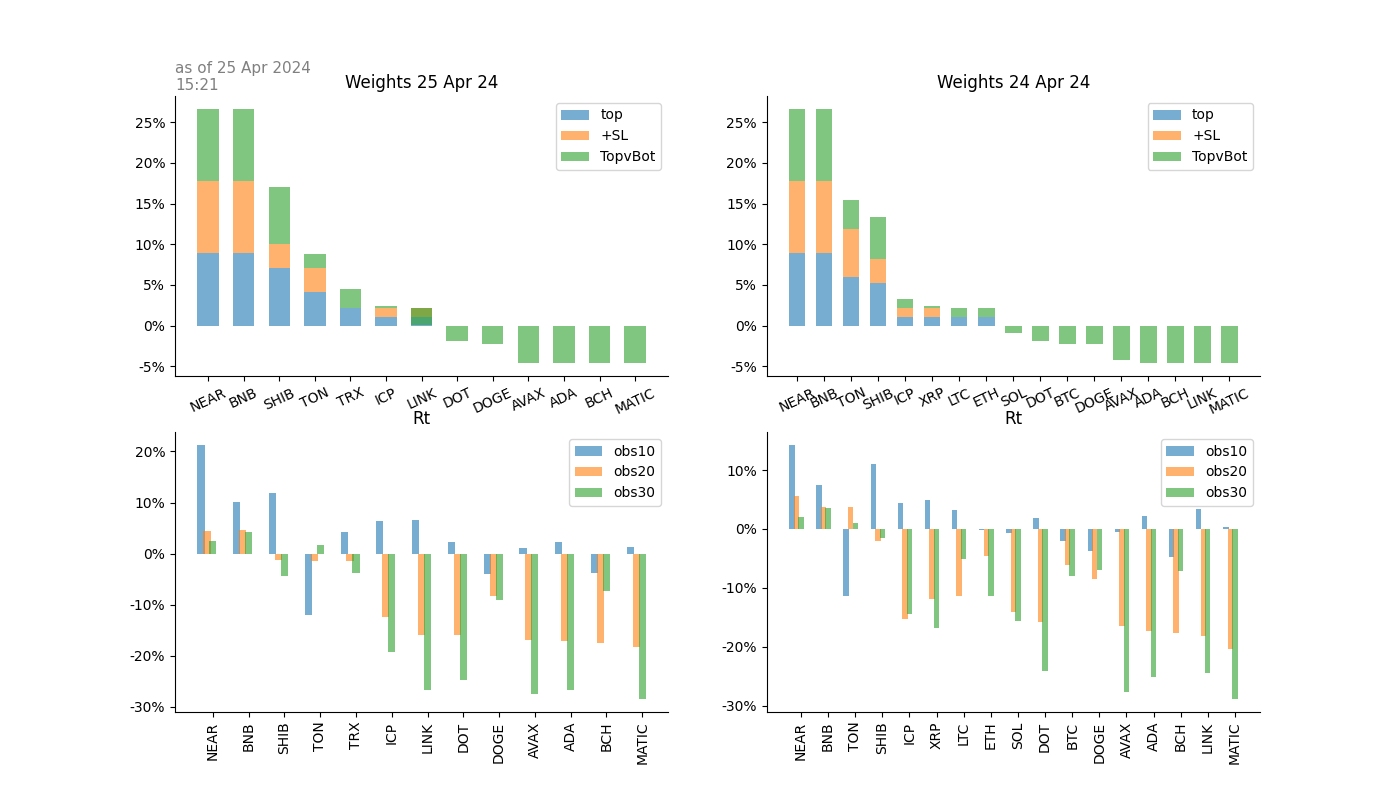 as of 25 Apr 2024
15:21
Weights 25 Apr 24
25%
20%
15%
10%
5%
0%
-5%
top
+SL
TopvBot
NEAR BNB SHIB TON TRX ICP LINK DOT DOGE AVAX ADA BCH MATIC
Weights 24 Apr 24
25%
20%
15%
10%
5%
0%
-5%
top
+SL
TopvBot
NEAR BNB TON SHIB ICP XRP LTC ETH SOL DOT BTC DOGE AVAX ADA BCH LINK MATIC
Rt
20%
10%
0%
-10%
-20%
-30%
obs10
obs20
obs30
NEAR BNB SHIB TON TRX ICP LINK DOT DOGE AVAX ADA BCH MATIC
Rt
10%
0%
-10%
-20%
-30%
obs10
obs20
obs30
NEAR BNB TON SHIB ICP XRP LTC ETH SOL DOT BTC DOGE AVAX ADA BCH LINK MATIC